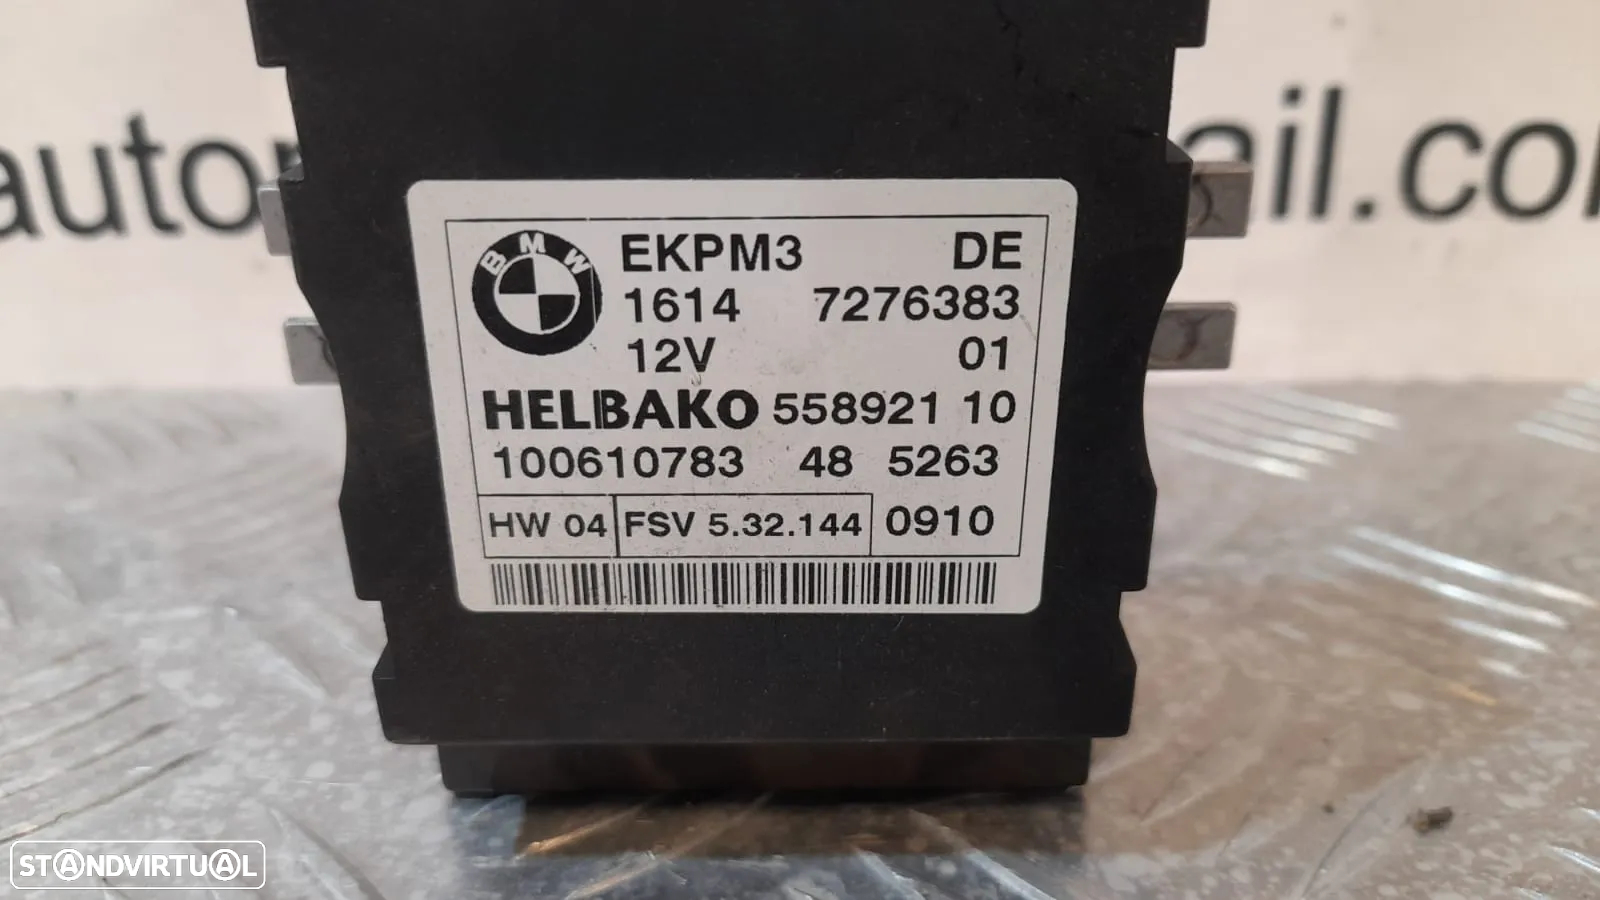 auto ail.co
BMW
EKPM3 DE
1614 7276383
12V 01
HELBAKO 558921 10
100610783 48 5263
HW 04 FSV 5.32.144 0910
STANDVIRTUAL